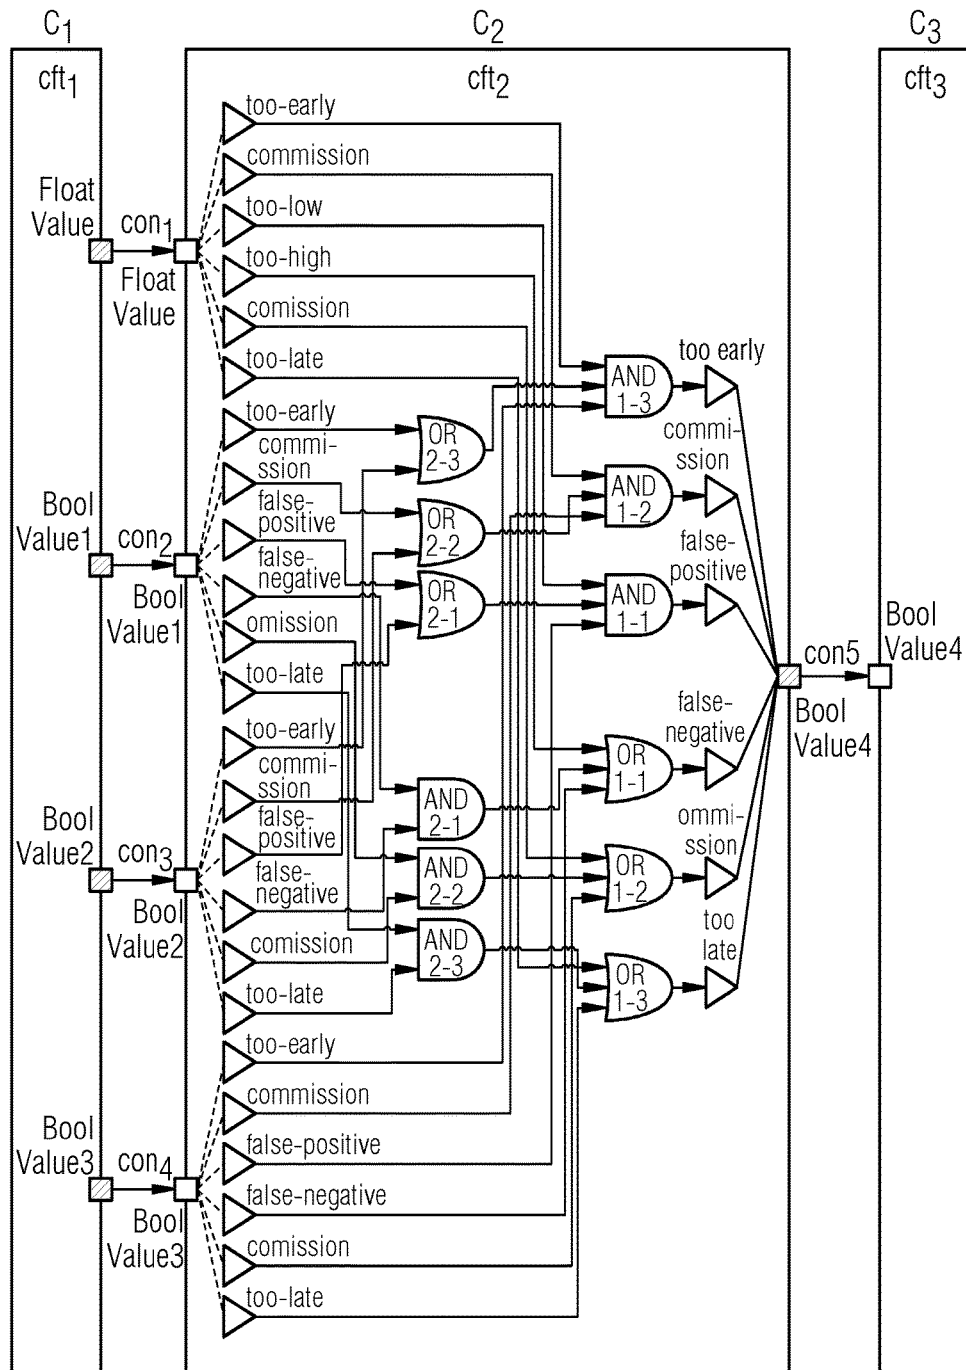 C1
C2
C3
cft1
cft2
cft3
too-early
commission
too-low
too-high
comission
too-late
Float
Value
con1
Float
Value
too-early
commi-
ssion
false-
positive
false-
negative
omission
too-late
Bool
Value1
con2
Bool
Value1
too-early
commi-
ssion
false-
positive
false-
negative
comission
too-late
Bool
Value2
con3
Bool
Value2
too-early
commission
false-positive
false-negative
comission
too-late
Bool
Value3
con4
Bool
Value3
OR
2-3
OR
2-2
OR
2-1
AND
2-1
AND
2-2
AND
2-3
AND
1-3
AND
1-2
AND
1-1
OR
1-1
OR
1-2
OR
1-3
too early
commi-
ssion
false-
positive
false-
negative
ommi-
ssion
too
late
con5
Bool
Value4
Bool
Value4